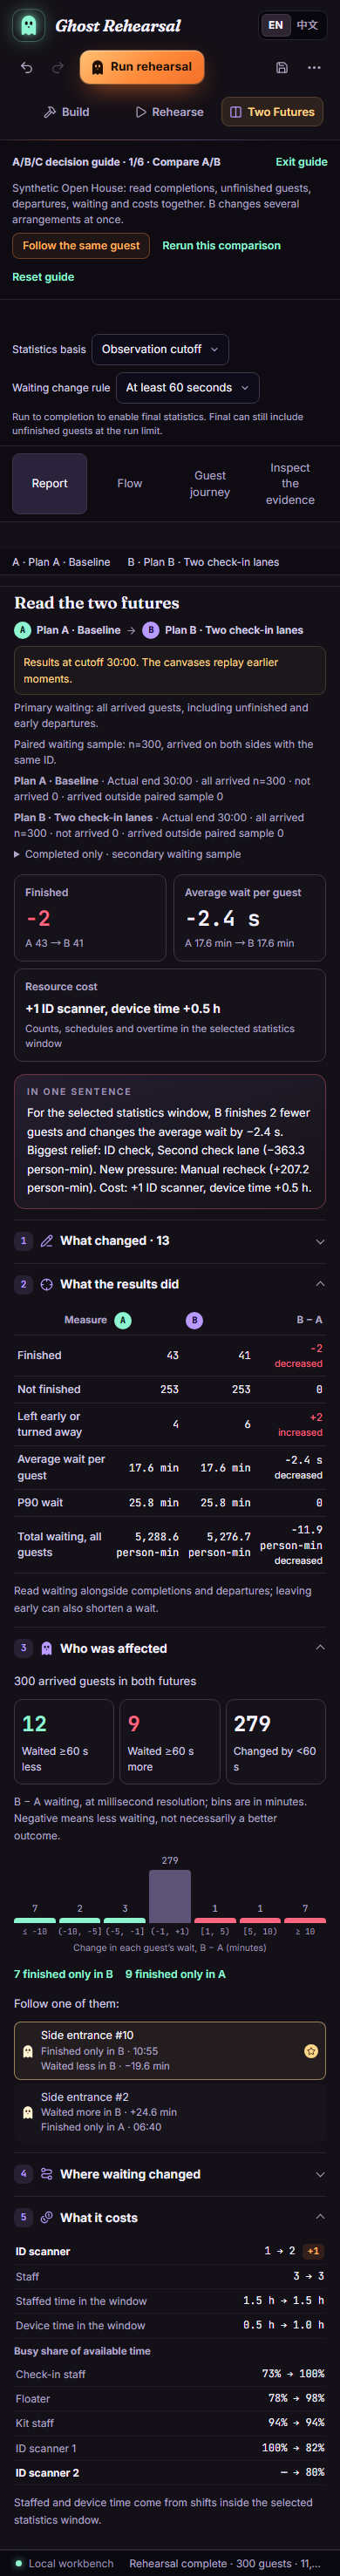 Ghost Rehearsal
EN 中文
Run rehearsal
Build Rehearse Two Futures
A/B/C decision guide · 1/6 · Compare A/B Exit guide
Synthetic Open House: read completions, unfinished guests,
departures, waiting and costs together. B changes several
arrangements at once.
Follow the same guest Rerun this comparison
Reset guide
Statistics basis Observation cutoff
Waiting change rule At least 60 seconds
Run to completion to enable final statistics. Final can still include
unfinished guests at the run limit.
Report Flow Guest journey Inspect the evidence
A · Plan A · Baseline B · Plan B · Two check-in lanes
Read the two futures
A Plan A · Baseline → B Plan B · Two check-in lanes
Results at cutoff 30:00. The canvases replay earlier
moments.
Primary waiting: all arrived guests, including unfinished and
early departures.
Paired waiting sample: n=300, arrived on both sides with the
same ID.
Plan A · Baseline · Actual end 30:00 · all arrived n=300 · not
arrived 0 · arrived outside paired sample 0
Plan B · Two check-in lanes · Actual end 30:00 · all arrived
n=300 · not arrived 0 · arrived outside paired sample 0
Completed only · secondary waiting sample
Finished
-2
A 43 → B 41
Average wait per guest
-2.4 s
A 17.6 min → B 17.6 min
Resource cost
+1 ID scanner, device time +0.5 h
Counts, schedules and overtime in the selected statistics
window
IN ONE SENTENCE
For the selected statistics window, B finishes 2 fewer
guests and changes the average wait by −2.4 s.
Biggest relief: ID check, Second check lane (−363.3
person-min). New pressure: Manual recheck (+207.2
person-min). Cost: +1 ID scanner, device time +0.5 h.
1 What changed · 13
2 What the results did
Measure A B B − A
Finished 43 41 -2
decreased
Not finished 253 253 0
Left early or turned away 4 6 +2
increased
Average wait per guest 17.6 min 17.6 min -2.4 s
decreased
P90 wait 25.8 min 25.8 min 0
Total waiting, all guests 5,288.6 person-min 5,276.7 person-min -11.9 person-min
decreased
Read waiting alongside completions and departures; leaving
early can also shorten a wait.
3 Who was affected
300 arrived guests in both futures
12
Waited ≥60 s less
9
Waited ≥60 s more
279
Changed by <60 s
B − A waiting, at millisecond resolution; bins are in minutes.
Negative means less waiting, not necessarily a better
outcome.
279
7 2 3 1 1 7
≤ -10 (-10, -5] (-5, -1] (-1, +1) [1, 5) [5, 10) ≥ 10
Change in each guest's wait, B − A (minutes)
7 finished only in B 9 finished only in A
Follow one of them:
Side entrance #10
Finished only in B · 10:55
Waited less in B · −19.6 min
Side entrance #2
Waited more in B · +24.6 min
Finished only in A · 06:40
4 Where waiting changed
5 What it costs
ID scanner 1 → 2 +1
Staff 3 → 3
Staffed time in the window 1.5 h → 1.5 h
Device time in the window 0.5 h → 1.0 h
Busy share of available time
Check-in staff 73% → 100%
Floater 78% → 98%
Kit staff 94% → 94%
ID scanner 1 100% → 82%
ID scanner 2 — → 80%
Staffed and device time come from shifts inside the selected
statistics window.
Local workbench Rehearsal complete · 300 guests · 11,...